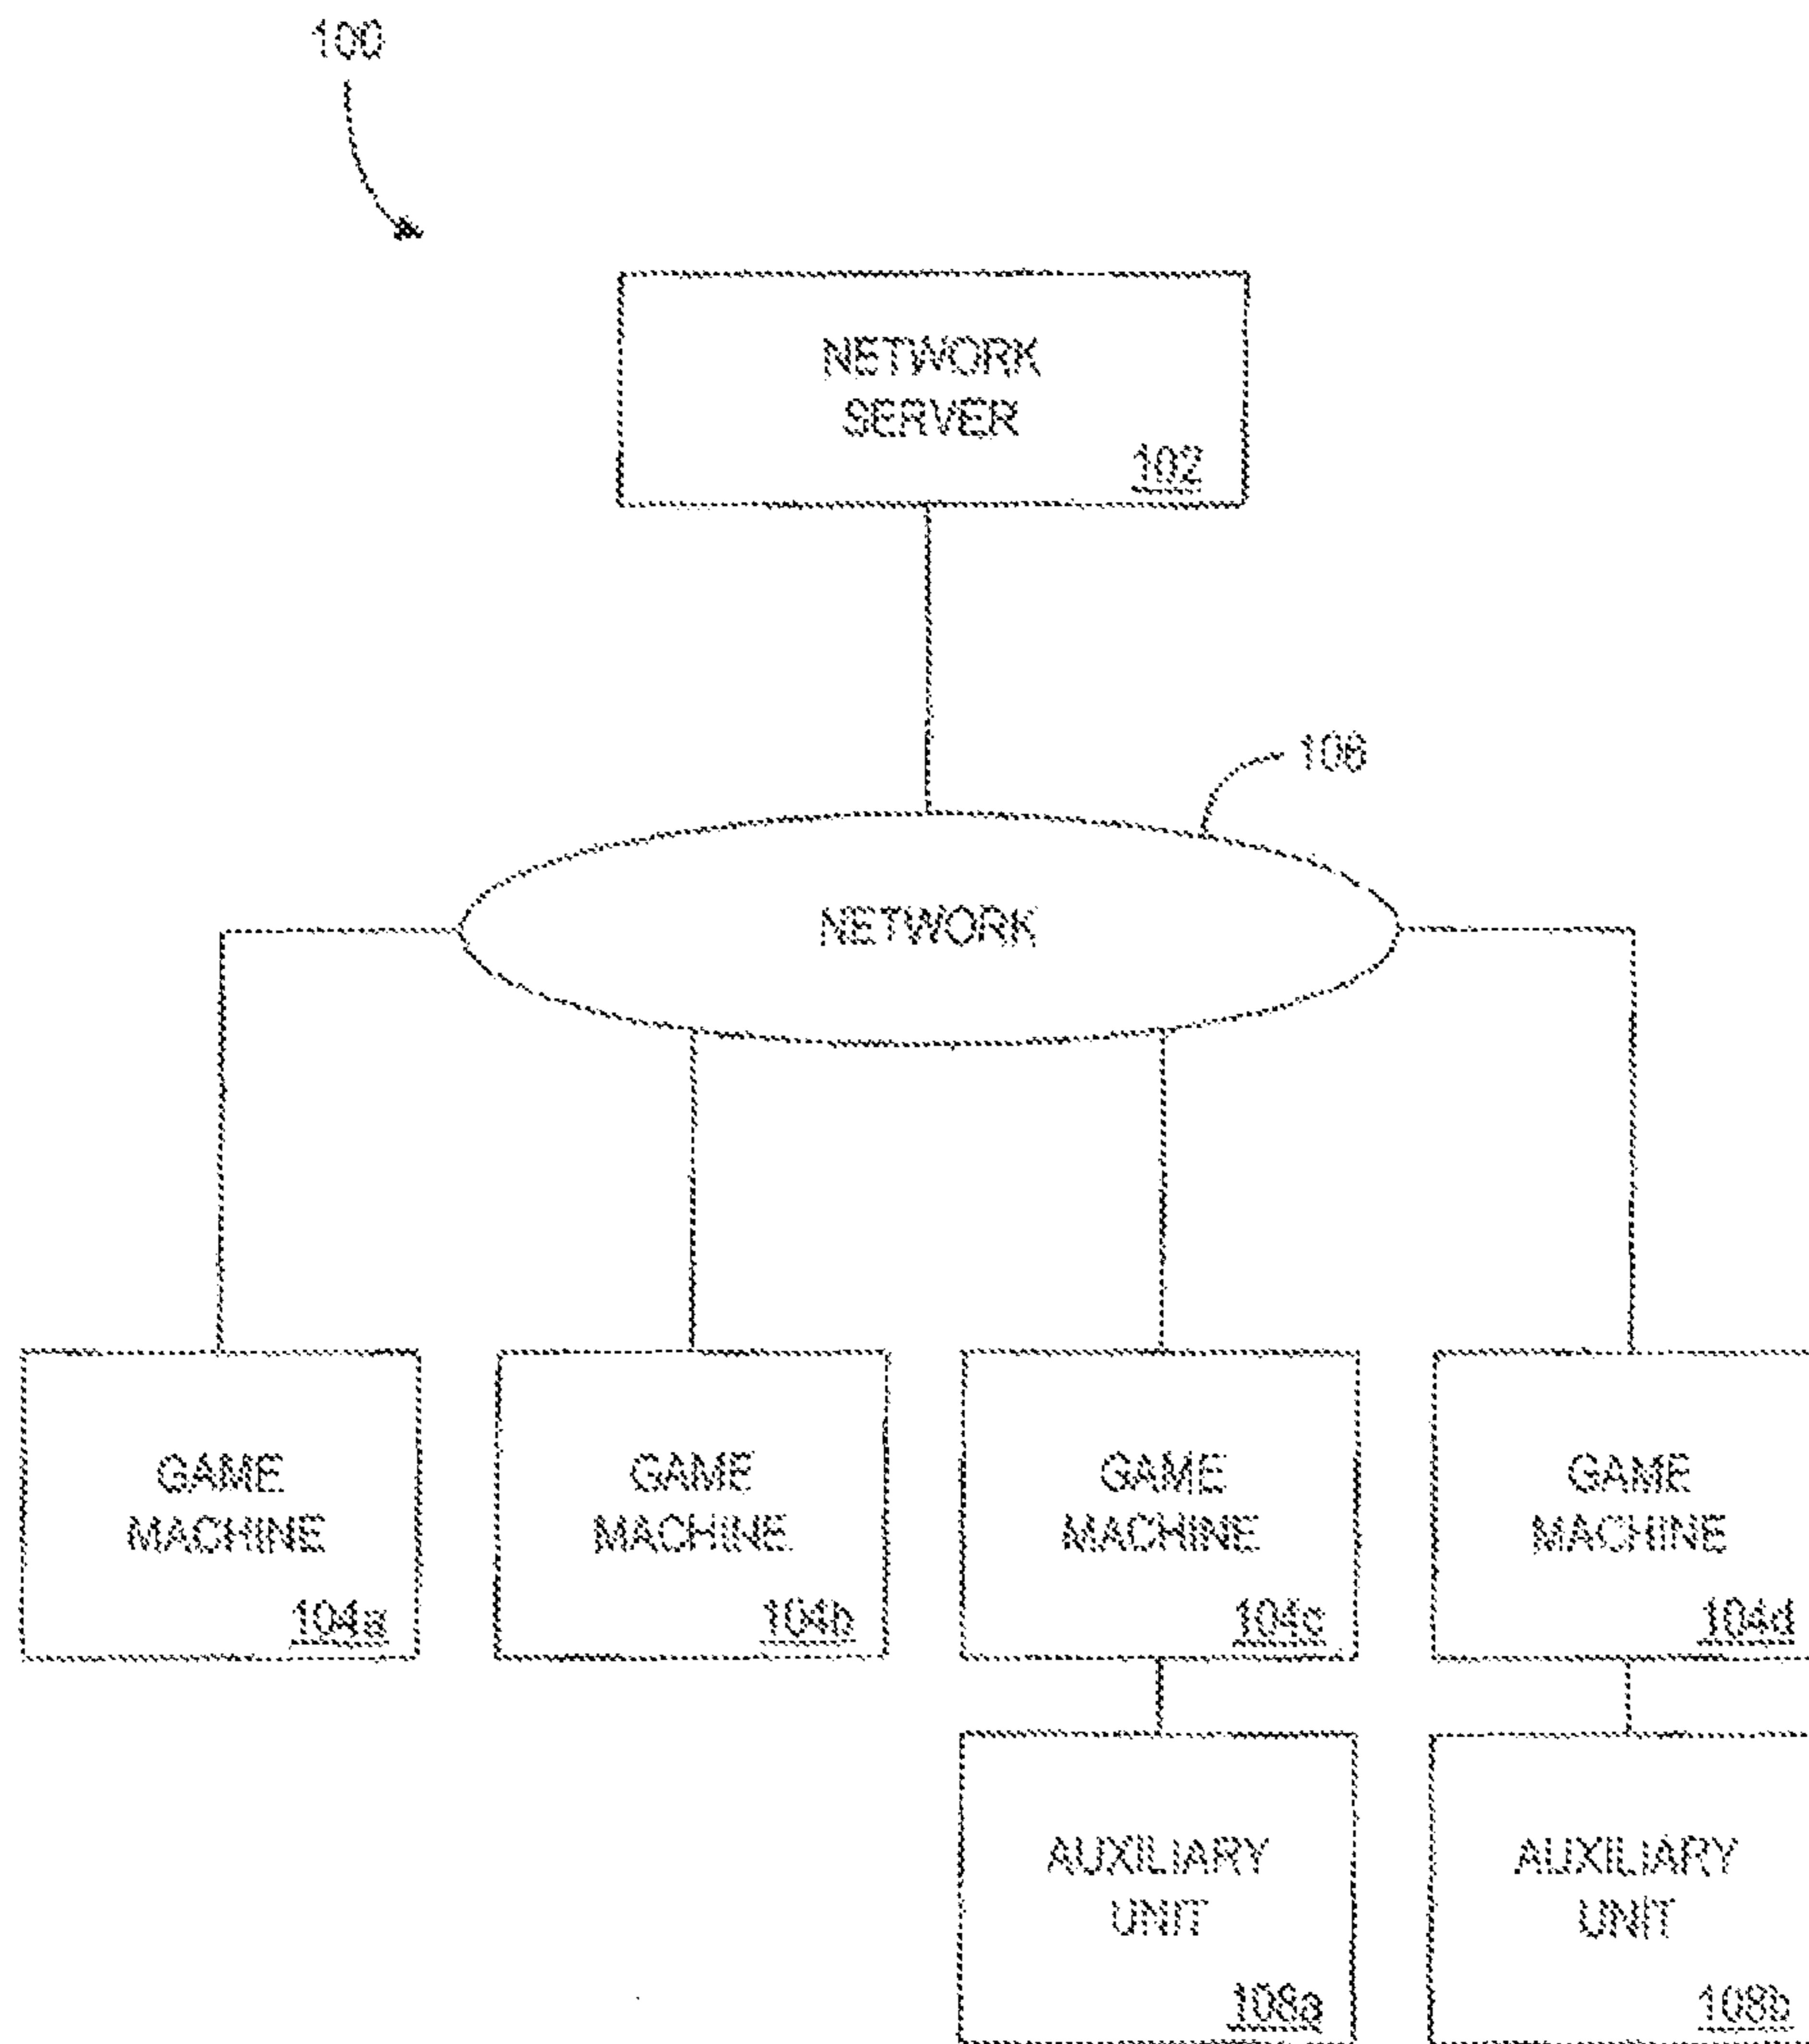 100
NETWORK
SERVER
102
106
NETWORK
GAME
MACHINE
104a
GAME
MACHINE
104b
GAME
MACHINE
104c
GAME
MACHINE
104d
AUXILIARY
UNIT
108a
AUXILIARY
UNIT
108b